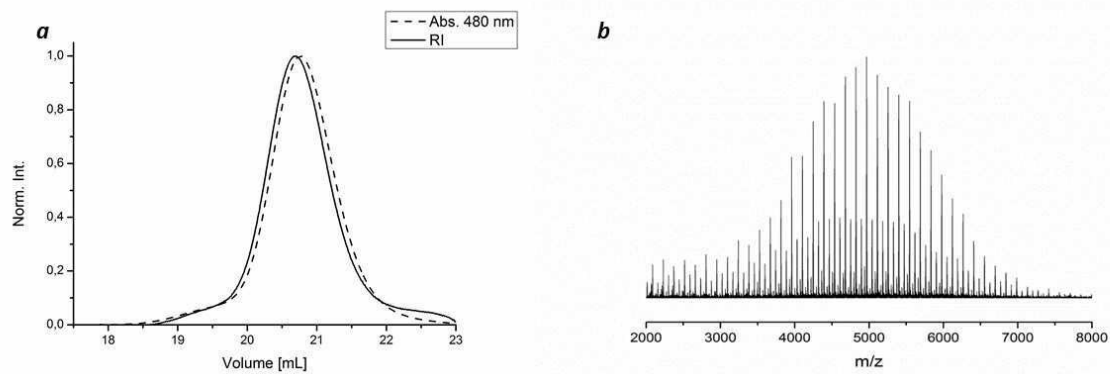 a
Abs. 480 nm
RI
1,0
0,8
0,6
0,4
0,2
0,0
Norm. Int.
18 19 20 21 22 23
Volume [mL]
b
2000 3000 4000 5000 6000 7000 8000
m/z